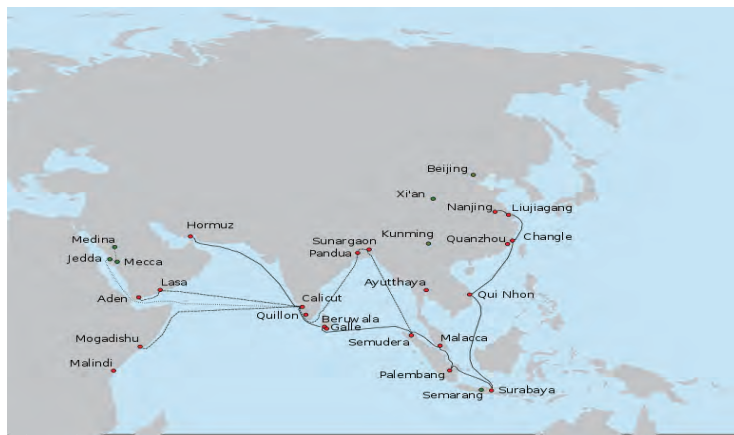 Beijing
Xi'an
Nanjing
Liujiagang
Hormuz
Kunming
Quanzhou
Changle
Sunargaon
Pandua
Medina
Jedda
Mecca
Lasa
Ayutthaya
Aden
Calicut
Qui Nhon
Quillon
Beruwala
Galle
Mogadishu
Semudera
Malacca
Malindi
Palembang
Semarang
Surabaya